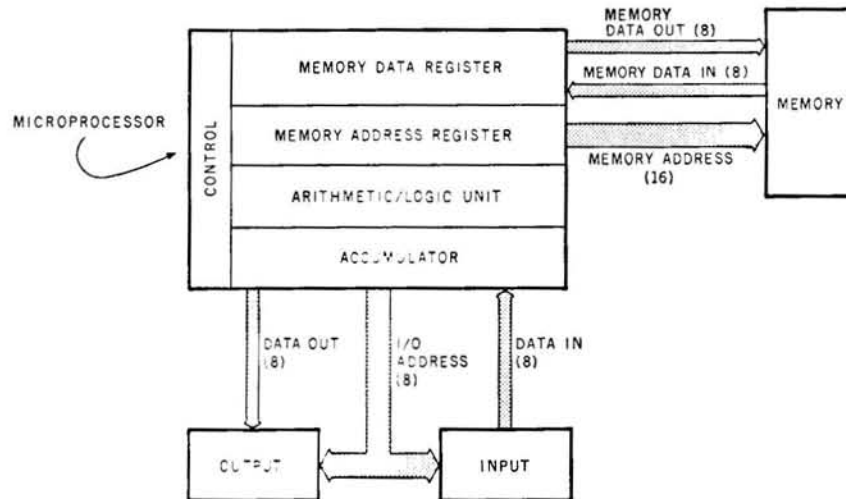 MEMORY
DATA OUT (8)
MEMORY DATA REGISTER
MEMORY DATA IN (8)
MEMORY
MICROPROCESSOR
CONTROL
MEMORY ADDRESS REGISTER
MEMORY ADDRESS
(16)
ARITHMETIC/LOGIC UNIT
ACCUMULATOR
DATA OUT
(8)
I/O
ADDRESS
(8)
DATA IN
(8)
OUTPUT
INPUT